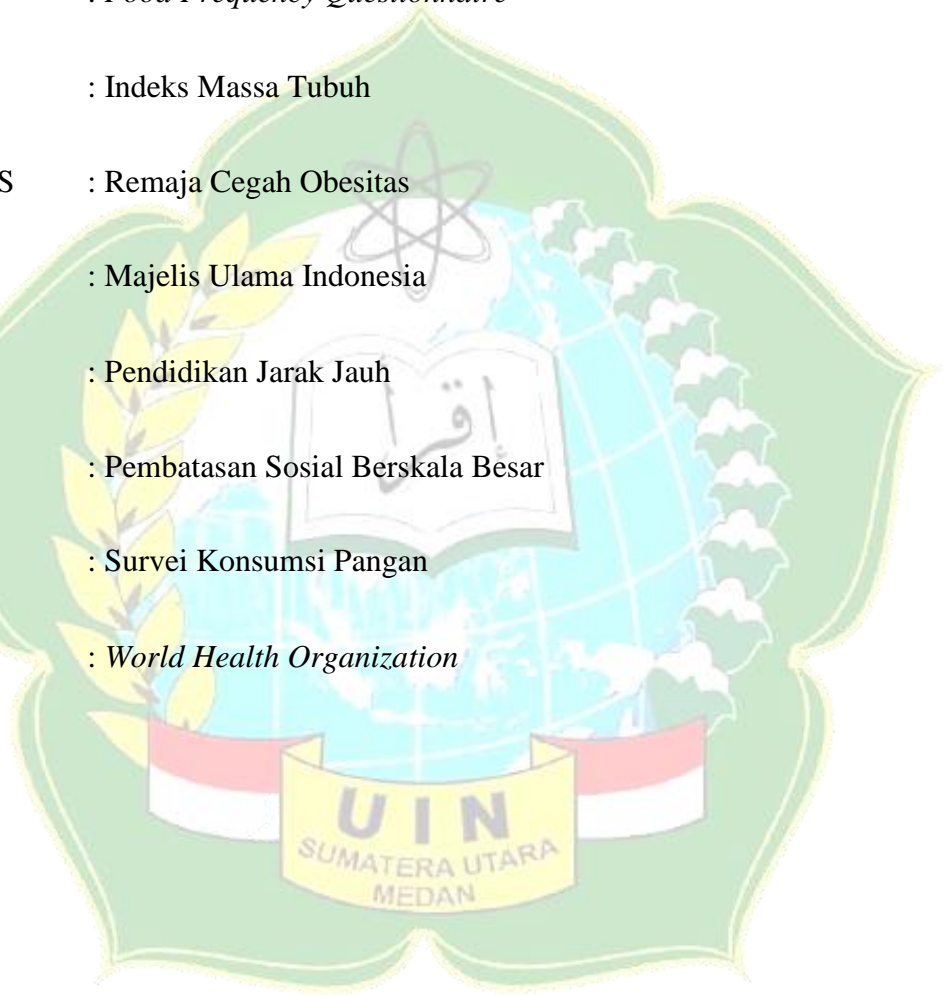 : Food Frequency Questionnaire
: Indeks Massa Tubuh
S : Remaja Cegah Obesitas
: Majelis Ulama Indonesia
: Pendidikan Jarak Jauh
إقرأ
: Pembatasan Sosial Berskala Besar
: Survei Konsumsi Pangan
: World Health Organization
UIN
SUMATERA UTARA
MEDAN